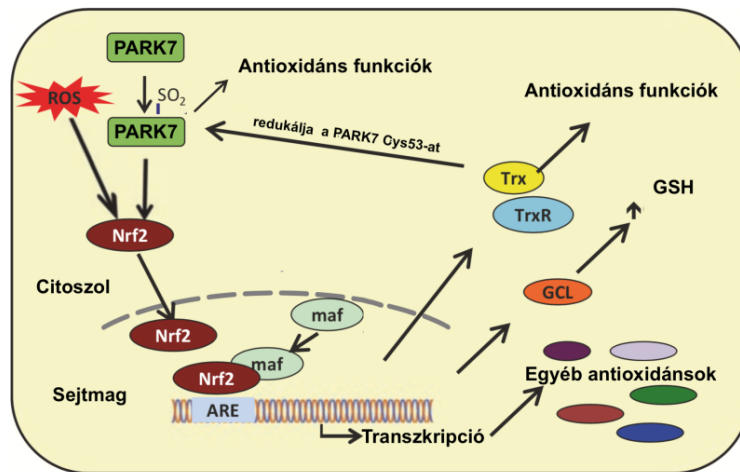 PARK7
ROS
SO2
Antioxidáns funkciók
PARK7
redukálja a PARK7 Cys53-at
Antioxidáns funkciók
Trx
TrxR
GSH
Nrf2
Citoszol
GCL
maf
Nrf2
maf
Nrf2
Sejtmag
ARE
Egyéb antioxidánsok
Transzkripció